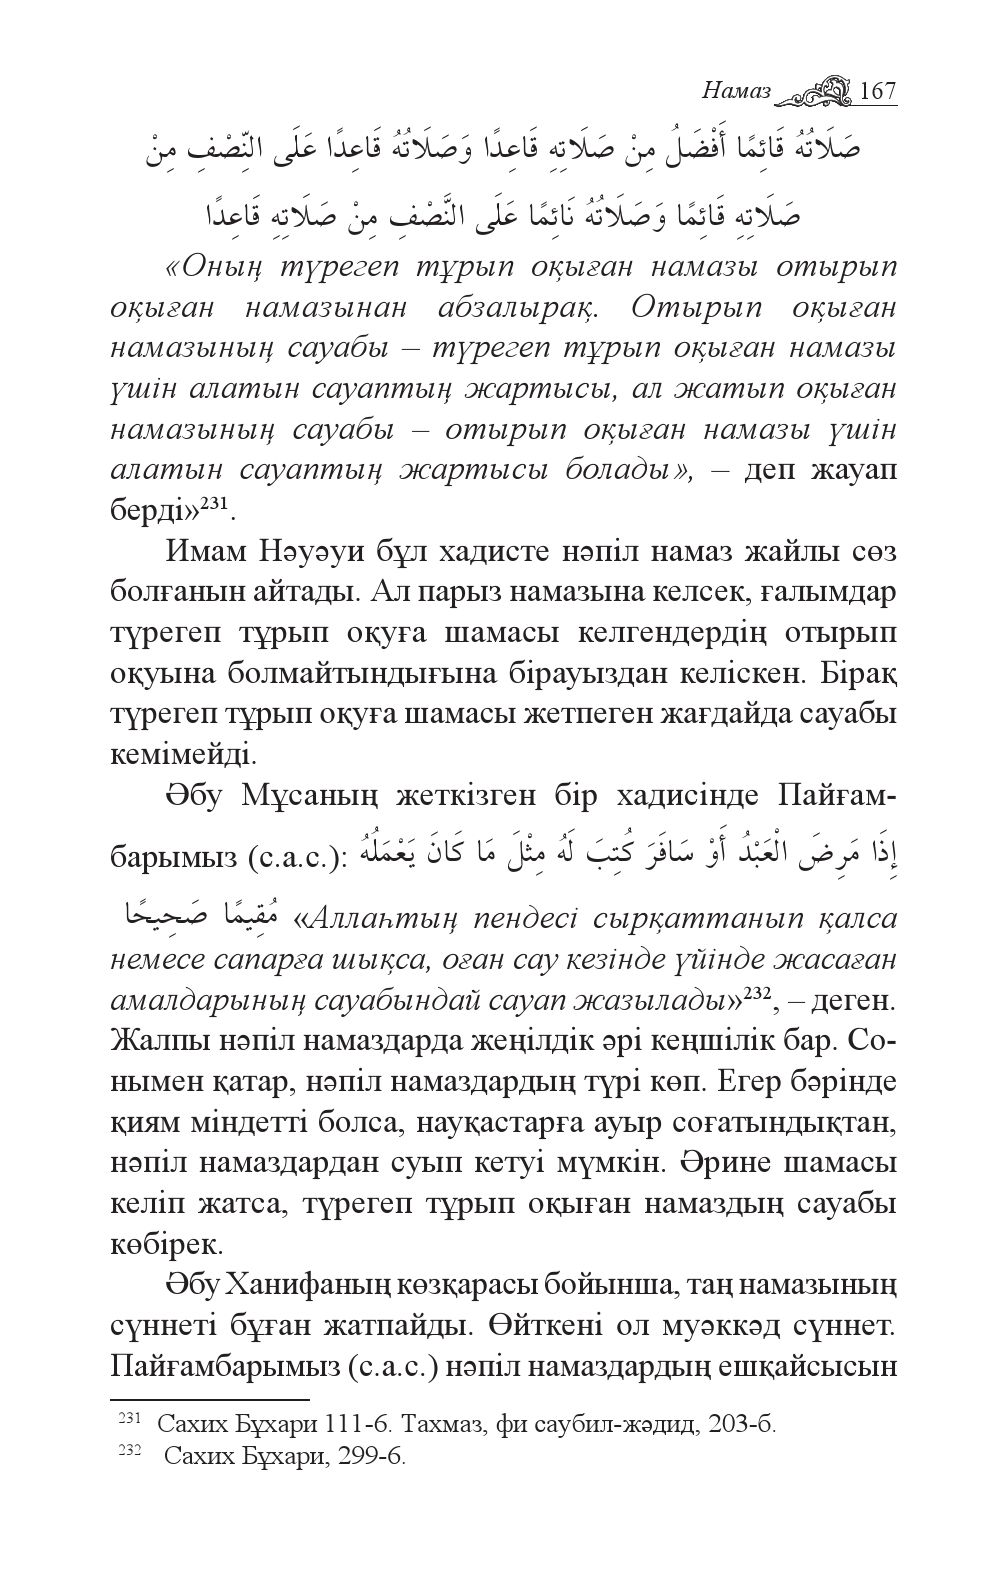 Намаз 167
صَلَاتُهُ قَائِمًا أَفْضَلُ مِنْ صَلَاتِهِ قَاعِدًا وَصَلَاتُهُ قَاعِدًا عَلَى النِّصْفِ مِنْ
صَلَاتِهِ قَائِمًا وَصَلَاتُهُ نَائِمًا عَلَى النَّصْفِ مِنْ صَلَاتِهِ قَاعِدًا
«Оның түрегеп тұрып оқыған намазы отырып
оқыған намазынан абзалырақ. Отырып оқыған
намазының сауабы – түрегеп тұрып оқыған намазы
үшін алатын сауаптың жартысы, ал жатып оқыған
намазының сауабы – отырып оқыған намазы үшін
алатын сауаптың жартысы болады», – деп жауап
берді»²³¹.
Имам Нәуәуи бұл хадисте нәпіл намаз жайлы сөз
болғанын айтады. Ал парыз намазына келсек, ғалымдар
түрегеп тұрып оқуға шамасы келгендердің отырып
оқуына болмайтындығына бірауыздан келіскен. Бірақ
түрегеп тұрып оқуға шамасы жетпеген жағдайда сауабы
кемімейді.
Әбу Мұсаның жеткізген бір хадисінде Пайғам-
барымыз (с.а.с.): إِذَا مَرِضَ الْعَبْدُ أَوْ سَافَرَ كُتِبَ لَهُ مِثْلَ مَا كَانَ يَعْمَلُهُ
مُقِيمًا صَحِيحًا «Аллаһтың пендесі сырқаттанып қалса
немесе сапарға шықса, оған сау кезінде үйінде жасаған
амалдарының сауабындай сауап жазылады»²³², – деген.
Жалпы нәпіл намаздарда жеңілдік әрі кеңшілік бар. Со-
нымен қатар, нәпіл намаздардың түрі көп. Егер бәрінде
қиям міндетті болса, науқастарға ауыр соғатындықтан,
нәпіл намаздардан суып кетуі мүмкін. Әрине шамасы
келіп жатса, түрегеп тұрып оқыған намаздың сауабы
көбірек.
Әбу Ханифаның көзқарасы бойынша, таң намазының
сүннеті бұған жатпайды. Өйткені ол муәккәд сүннет.
Пайғамбарымыз (с.а.с.) нәпіл намаздардың ешқайсысын
²³¹ Сахих Бұхари 111-б. Тахмаз, фи саубил-жәдид, 203-б.
²³² Сахих Бұхари, 299-б.